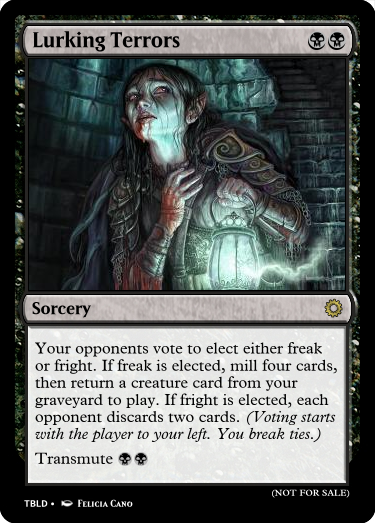 Lurking Terrors
Sorcery
Your opponents vote to elect either freak
or fright. If freak is elected, mill four cards,
then return a creature card from your
graveyard to play. If fright is elected, each
opponent discards two cards. (Voting starts
with the player to your left. You break ties.)
Transmute
(NOT FOR SALE)
TBLD • Felicia Cano